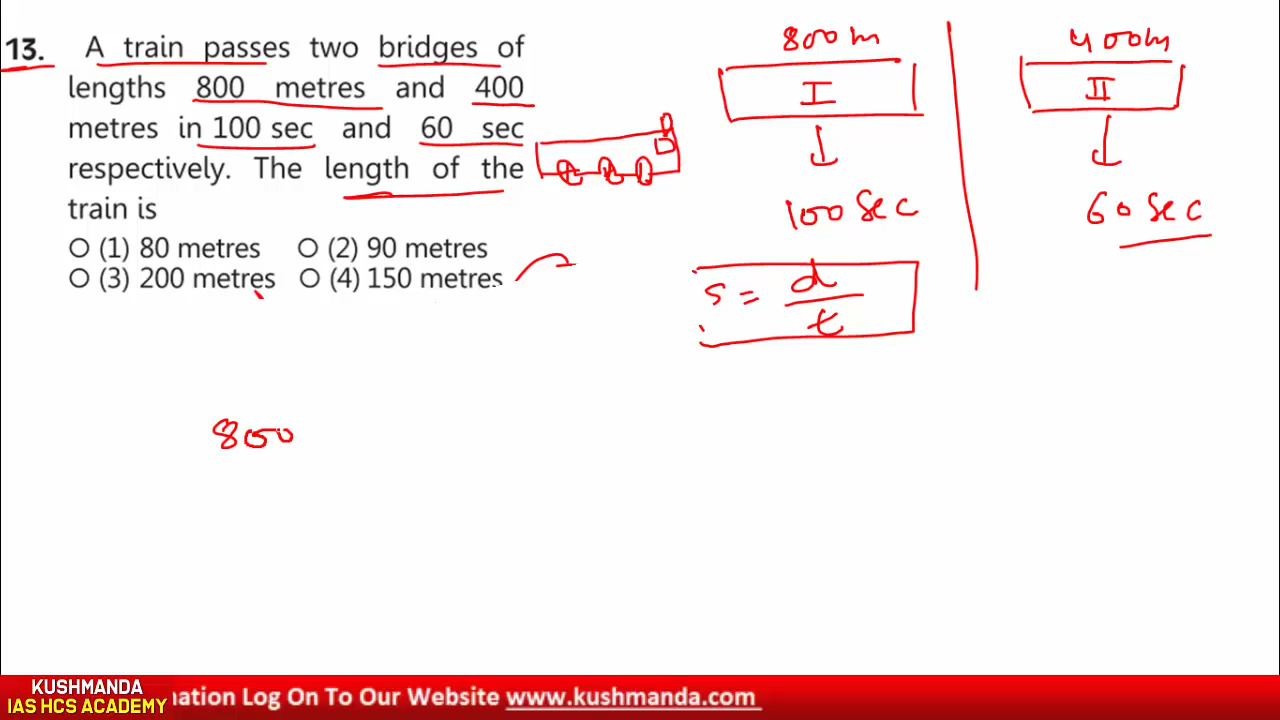 13. A train passes two bridges of
lengths 800 metres and 400
metres in 100 sec and 60 sec
respectively. The length of the
train is
(1) 80 metres (2) 90 metres
(3) 200 metres (4) 150 metres
800m
I
100 Sec
400m
II
60 Sec
s = d/t
800
KUSHMANDA
IAS HCS ACADEMY
mation Log On To Our Website www.kushmanda.com